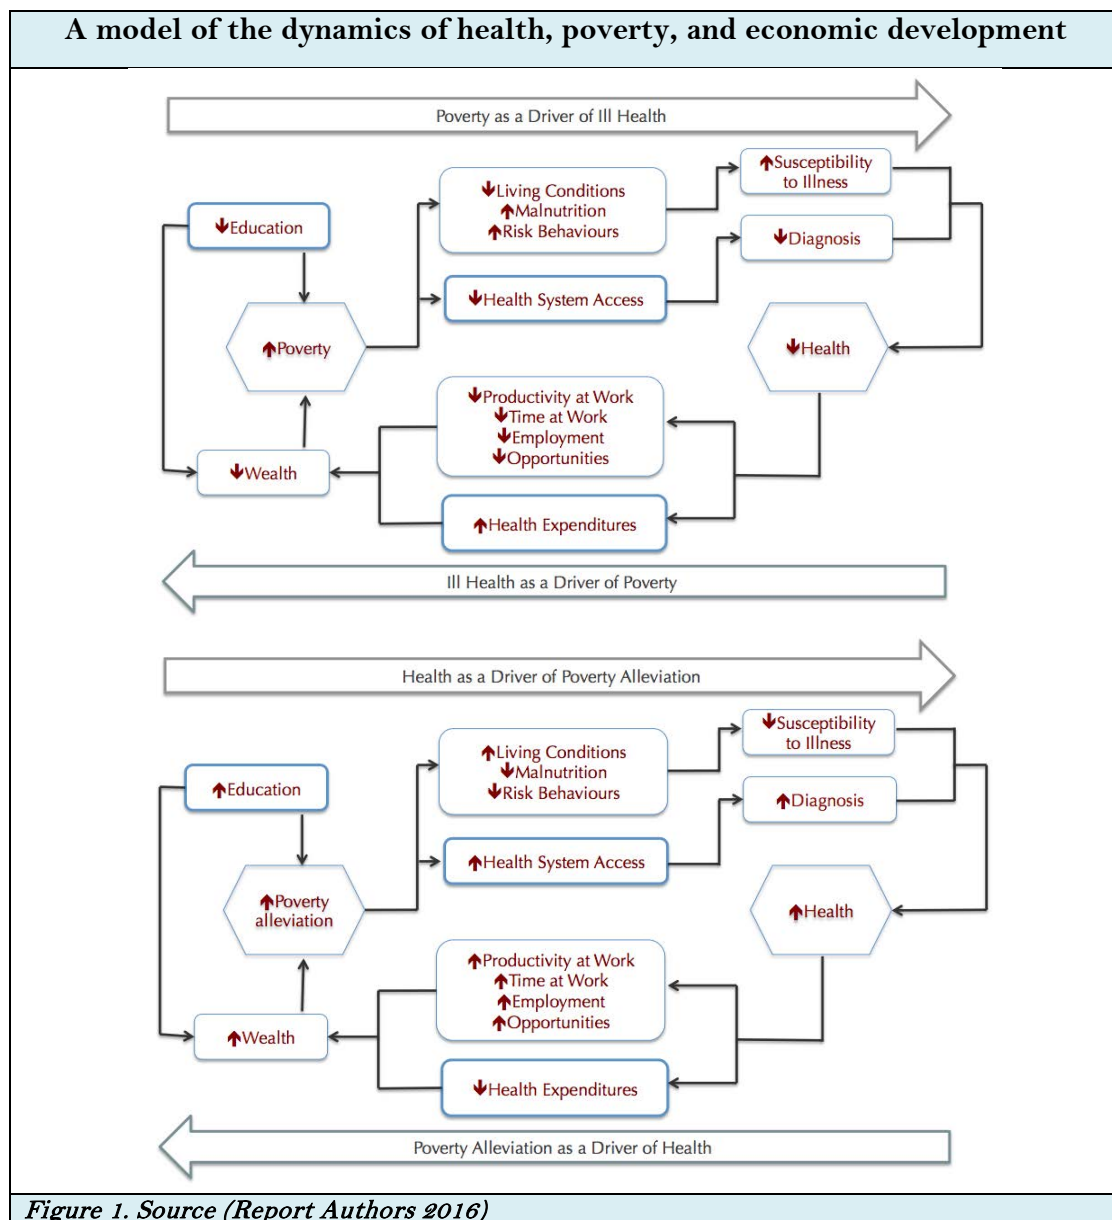 A model of the dynamics of health, poverty, and economic development
Poverty as a Driver of Ill Health
↓Living Conditions
↑Malnutrition
↑Risk Behaviours
↑Susceptibility
to Illness
↓Education
↓Diagnosis
↓Health System Access
↑Poverty
↓Health
↓Productivity at Work
↓Time at Work
↓Employment
↓Opportunities
↓Wealth
↑Health Expenditures
Ill Health as a Driver of Poverty
Health as a Driver of Poverty Alleviation
↑Living Conditions
↓Malnutrition
↓Risk Behaviours
↓Susceptibility
to Illness
↑Education
↑Diagnosis
↑Health System Access
↑Poverty
alleviation
↑Health
↑Productivity at Work
↑Time at Work
↑Employment
↑Opportunities
↑Wealth
↓Health Expenditures
Poverty Alleviation as a Driver of Health
Figure 1. Source (Report Authors 2016)